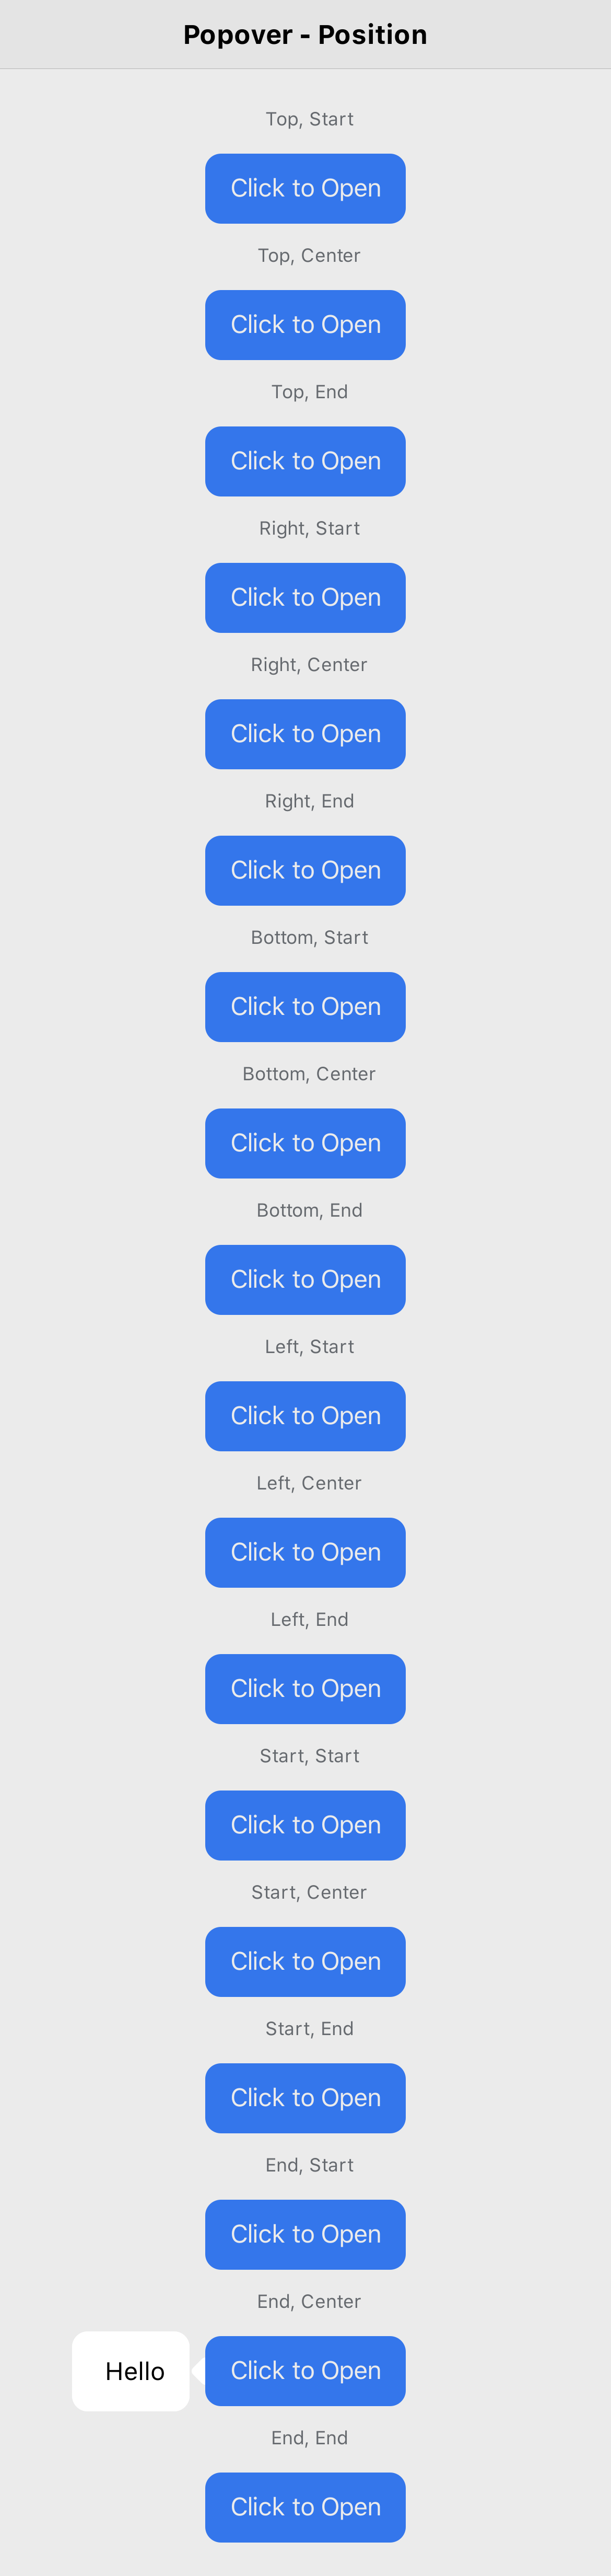 Popover - Position
Top, Start
Click to Open
Top, Center
Click to Open
Top, End
Click to Open
Right, Start
Click to Open
Right, Center
Click to Open
Right, End
Click to Open
Bottom, Start
Click to Open
Bottom, Center
Click to Open
Bottom, End
Click to Open
Left, Start
Click to Open
Left, Center
Click to Open
Left, End
Click to Open
Start, Start
Click to Open
Start, Center
Click to Open
Start, End
Click to Open
End, Start
Click to Open
End, Center
Hello
Click to Open
End, End
Click to Open